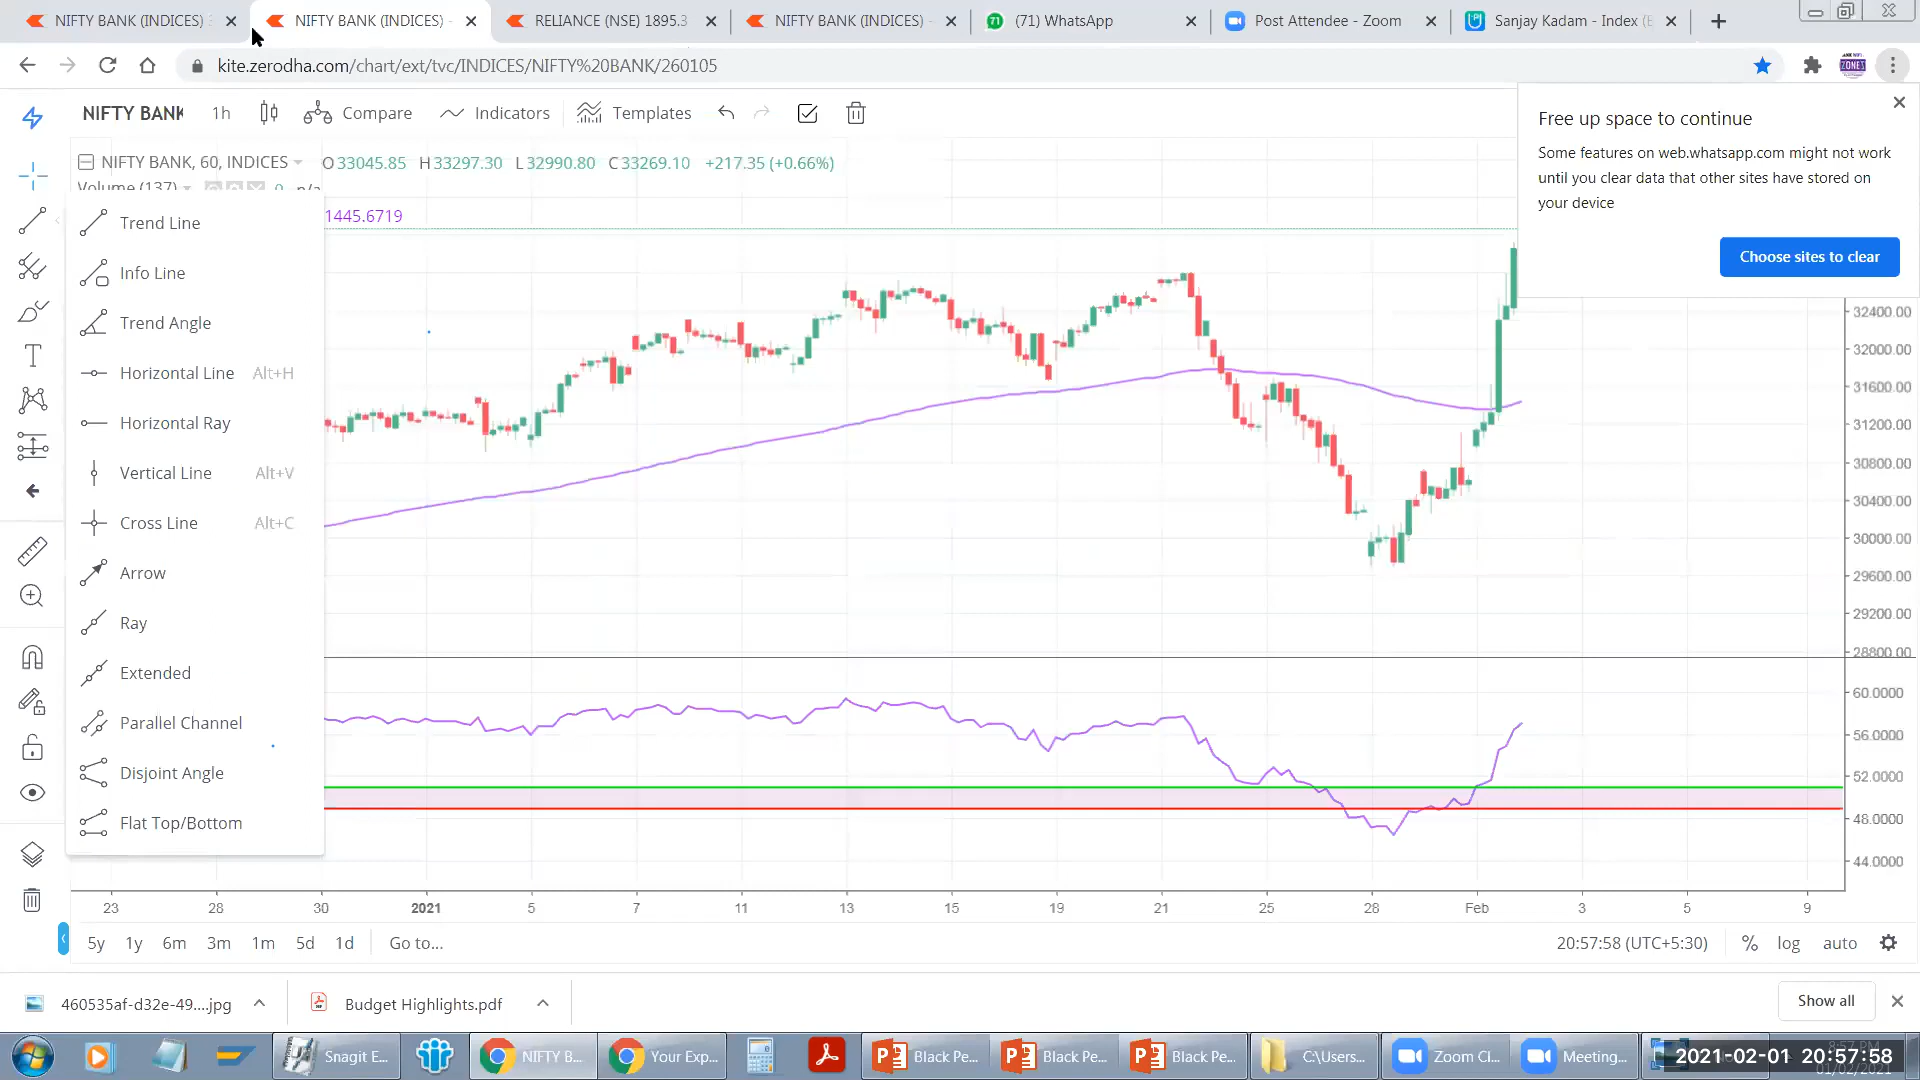 NIFTY BANK (INDICES)
NIFTY BANK (INDICES) -
RELIANCE (NSE) 1895.3
NIFTY BANK (INDICES) -
71
(71) WhatsApp
Post Attendee - Zoom
Sanjay Kadam - Index (
kite.zerodha.com/chart/ext/tvc/INDICES/NIFTY%20BANK/260105
ZONES
NIFTY BANK
1h
Compare
Indicators
Templates
Free up space to continue
Some features on web.whatsapp.com might not work
until you clear data that other sites have stored on
your device
Choose sites to clear
NIFTY BANK, 60, INDICES
O33045.85 H33297.30 L32990.80 C33269.10 +217.35 (+0.66%)
Volume (137)
0 n/a
1445.6719
Trend Line
Info Line
Trend Angle
Horizontal Line Alt+H
Horizontal Ray
Vertical Line Alt+V
Cross Line Alt+C
Arrow
Ray
Extended
Parallel Channel
Disjoint Angle
Flat Top/Bottom
32400.00
32000.00
31600.00
31200.00
30800.00
30400.00
30000.00
29600.00
29200.00
28800.00
60.0000
56.0000
52.0000
48.0000
44.0000
23 28 30 2021 5 7 11 13 15 19 21 25 28 Feb 3 5 9
5y 1y 6m 3m 1m 5d 1d Go to...
20:57:58 (UTC+5:30) % log auto
460535af-d32e-49....jpg
Budget Highlights.pdf
Show all
Snagit E...
NIFTY B...
Your Exp...
Black Pe...
Black Pe...
Black Pe...
C:\Users...
Zoom Cl...
Meeting...
2021-02-01 20:57:58
8:57 PM
01/02/2021